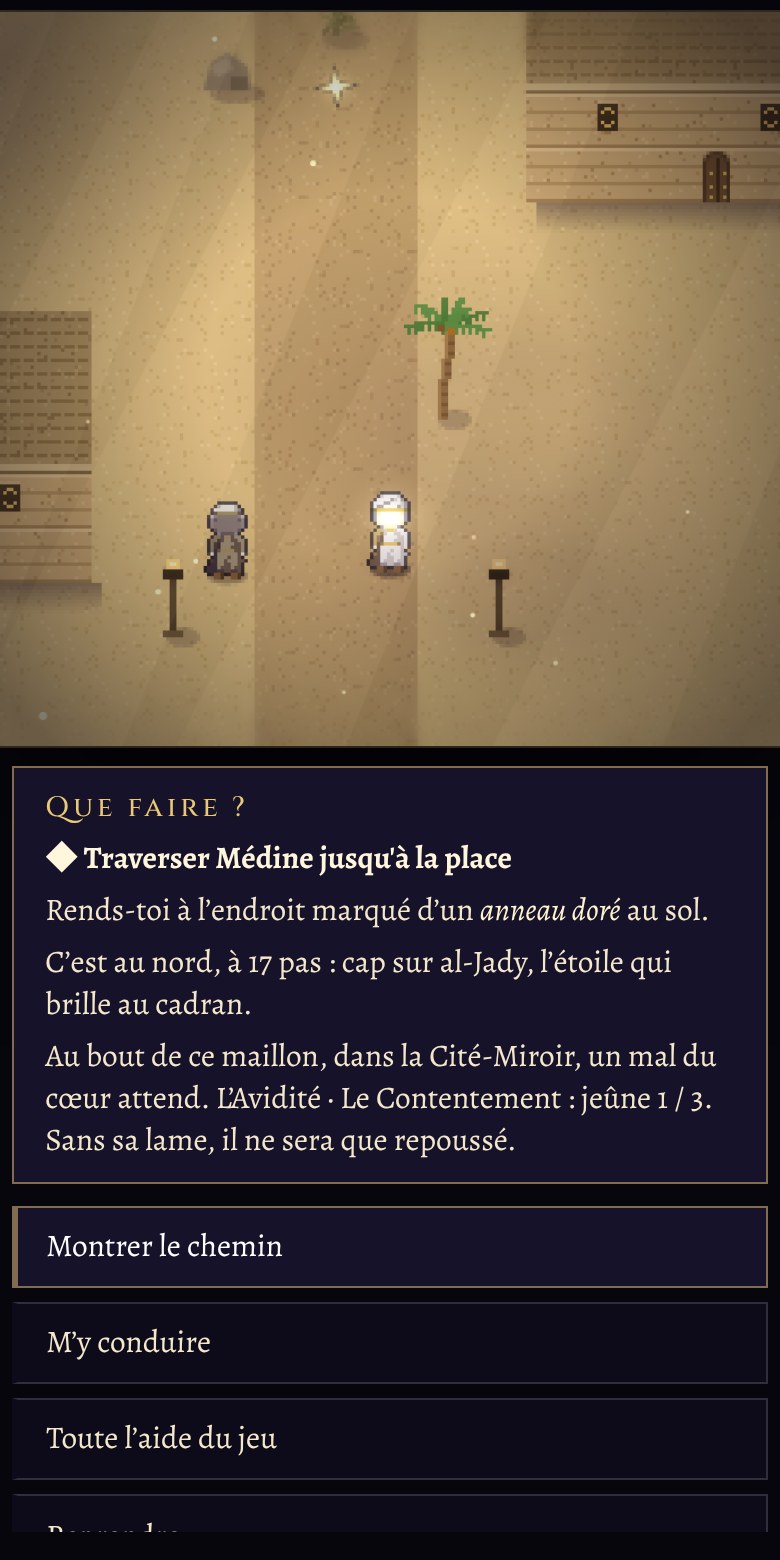 Que faire ?
Traverser Médine jusqu'à la place
Rends-toi à l’endroit marqué d’un anneau doré au sol.
C’est au nord, à 17 pas : cap sur al-Jady, l’étoile qui
brille au cadran.
Au bout de ce maillon, dans la Cité-Miroir, un mal du
cœur attend. L’Avidité · Le Contentement : jeûne 1 / 3.
Sans sa lame, il ne sera que repoussé.
Montrer le chemin
M’y conduire
Toute l’aide du jeu